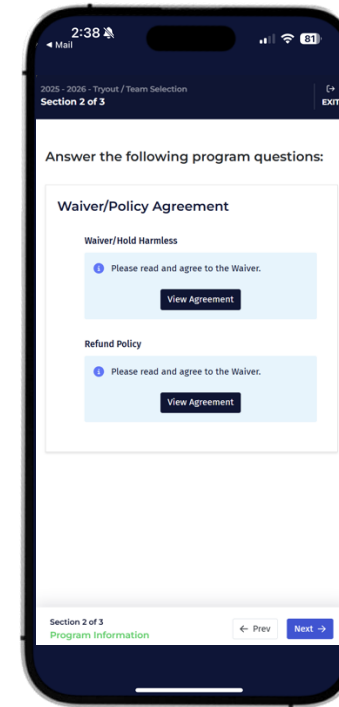 2:38
◀ Mail
81
2025 - 2026 - Tryout / Team Selection
Section 2 of 3
EXIT
Answer the following program questions:
Waiver/Policy Agreement
Waiver/Hold Harmless
Please read and agree to the Waiver.
View Agreement
Refund Policy
Please read and agree to the Waiver.
View Agreement
Section 2 of 3
Program Information
← Prev
Next →